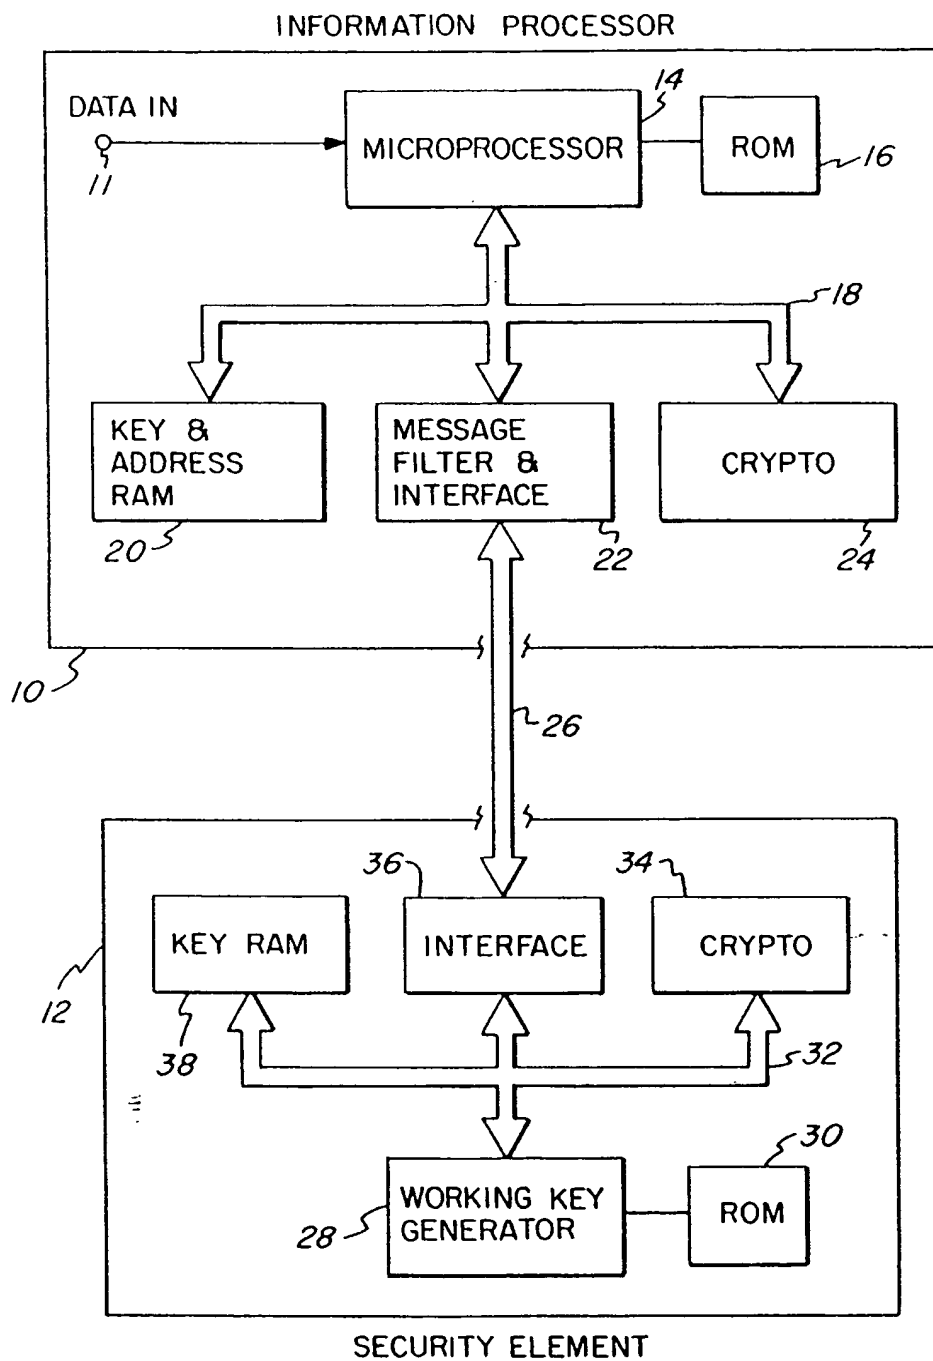 INFORMATION PROCESSOR
DATA IN
11
MICROPROCESSOR
14
ROM
16
18
KEY &
ADDRESS
RAM
20
MESSAGE
FILTER &
INTERFACE
22
CRYPTO
24
10
26
12
KEY RAM
38
36
INTERFACE
34
CRYPTO
32
28
WORKING KEY
GENERATOR
30
ROM
SECURITY ELEMENT